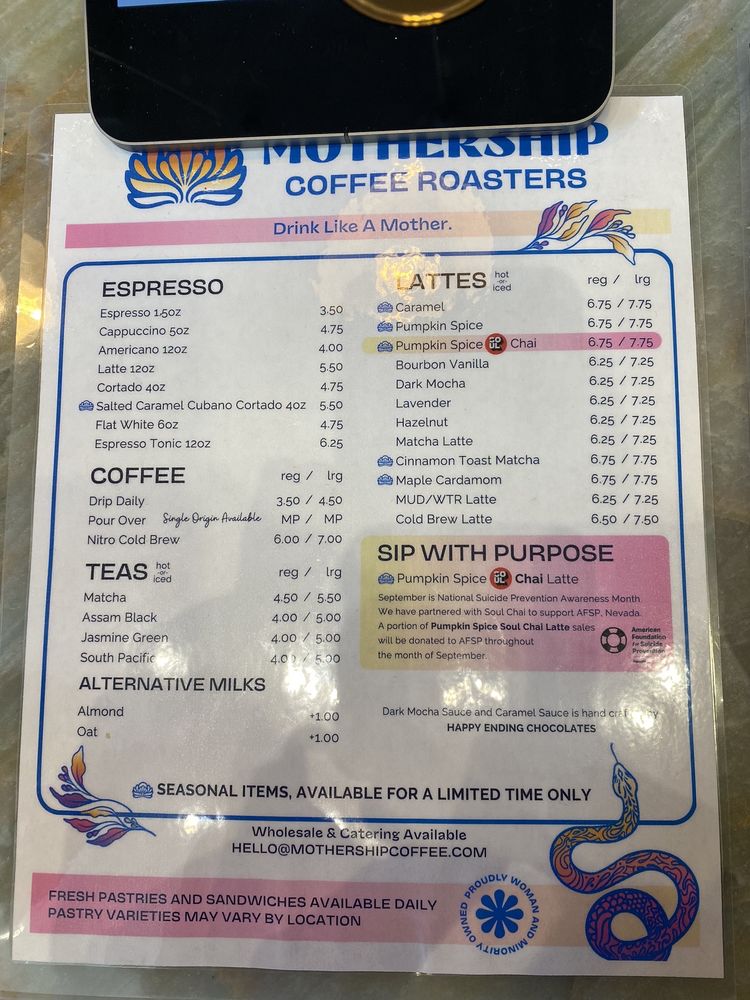 MOTHERSHIP
COFFEE ROASTERS
Drink Like A Mother.
ESPRESSO
Espresso 1.5oz 3.50
Cappuccino 5oz 4.75
Americano 12oz 4.00
Latte 12oz 5.50
Cortado 4oz 4.75
Salted Caramel Cubano Cortado 4oz 5.50
Flat White 6oz 4.75
Espresso Tonic 12oz 6.25
COFFEE reg / lrg
Drip Daily 3.50 / 4.50
Pour Over Single Origin Available MP / MP
Nitro Cold Brew 6.00 / 7.00
TEAS hot -or- iced reg / lrg
Matcha 4.50 / 5.50
Assam Black 4.00 / 5.00
Jasmine Green 4.00 / 5.00
South Pacific 4.00 / 5.00
ALTERNATIVE MILKS
Almond +1.00
Oat +1.00
LATTES hot -or- iced reg / lrg
Caramel 6.75 / 7.75
Pumpkin Spice 6.75 / 7.75
Pumpkin Spice SOUL Chai 6.75 / 7.75
Bourbon Vanilla 6.25 / 7.25
Dark Mocha 6.25 / 7.25
Lavender 6.25 / 7.25
Hazelnut 6.25 / 7.25
Matcha Latte 6.25 / 7.25
Cinnamon Toast Matcha 6.75 / 7.75
Maple Cardamom 6.75 / 7.75
MUD/WTR Latte 6.25 / 7.25
Cold Brew Latte 6.50 / 7.50
SIP WITH PURPOSE
Pumpkin Spice SOUL Chai Latte
September is National Suicide Prevention Awareness Month.
We have partnered with Soul Chai to support AFSP, Nevada.
A portion of Pumpkin Spice Soul Chai Latte sales
will be donated to AFSP throughout
the month of September.
American
Foundation
for Suicide
Prevention
Dark Mocha Sauce and Caramel Sauce is hand crafted by
HAPPY ENDING CHOCOLATES
SEASONAL ITEMS, AVAILABLE FOR A LIMITED TIME ONLY
Wholesale & Catering Available
HELLO@MOTHERSHIPCOFFEE.COM
FRESH PASTRIES AND SANDWICHES AVAILABLE DAILY
PASTRY VARIETIES MAY VARY BY LOCATION
PROUDLY WOMAN AND MINORITY OWNED